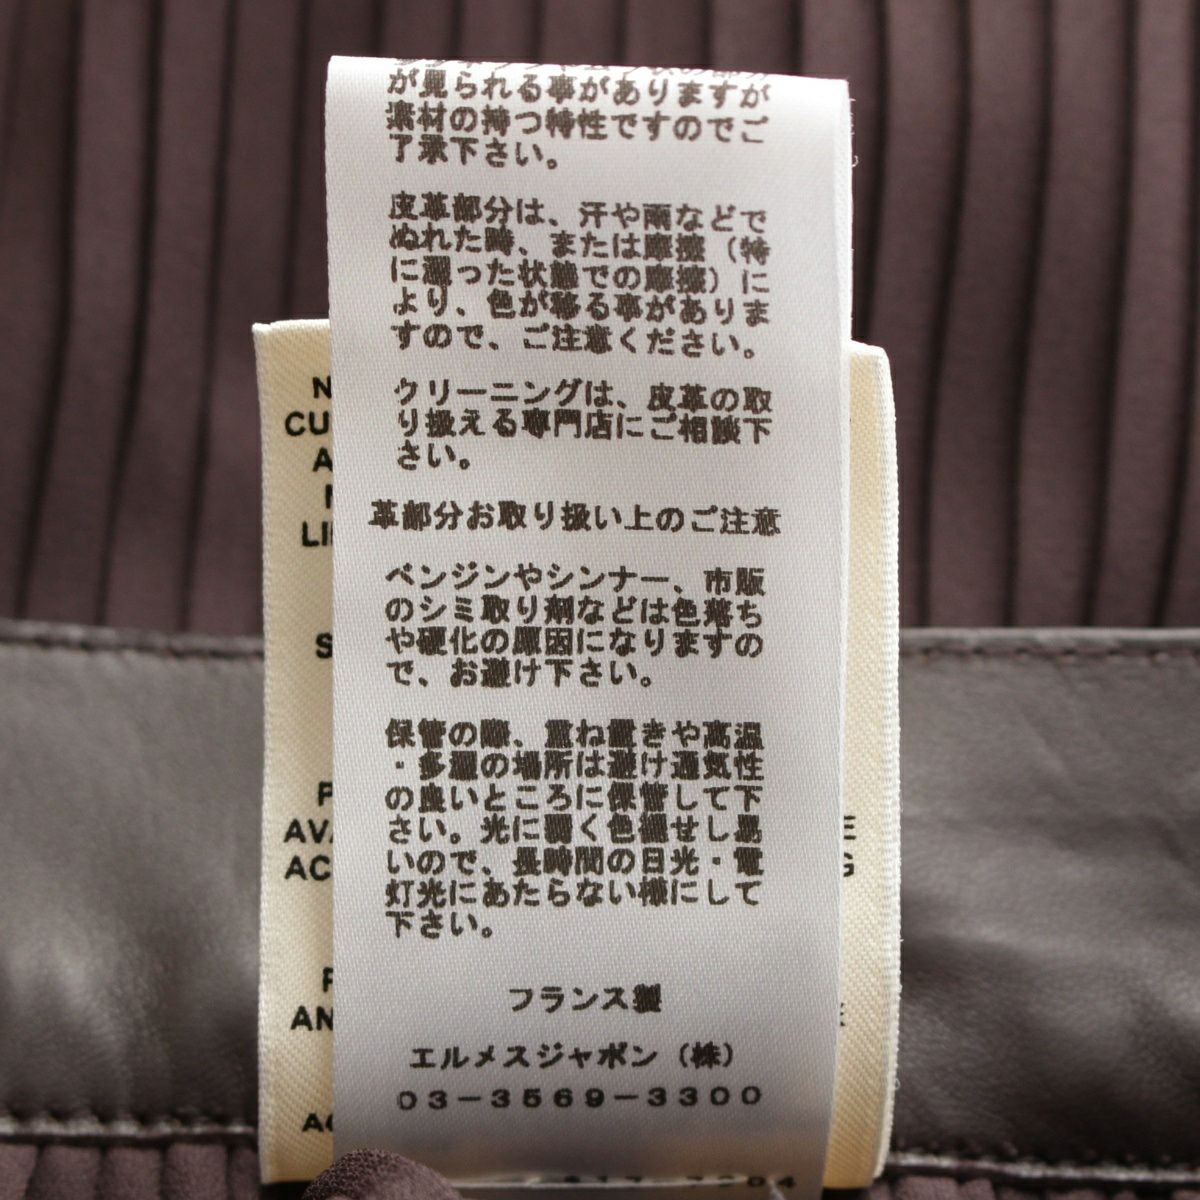 が見られる事がありますが
素材の持つ特性ですのでご
了承下さい。
皮革部分は、汗や雨などで
ぬれた時、または摩擦（特
に湿った状態での摩擦）に
より、色が移る事がありま
すので、ご注意ください。
クリーニングは、皮革の取
り扱える専門店にご相談下
さい。
革部分お取り扱い上のご注意
ベンジンやシンナー、市販
のシミ取り剤などは色落ち
や硬化の原因になりますの
で、お避け下さい。
保管の際、重ね置きや高温
・多湿の場所は避け通気性
の良いところに保管して下
さい。光に弱く色褪せし易
いので、長時間の日光・電
灯光にあたらない様にして
下さい。
フランス製
エルメスジャポン（株）
03-3569-3300
N
CU
A
LI
S
P
AVA E
AC G
AN E